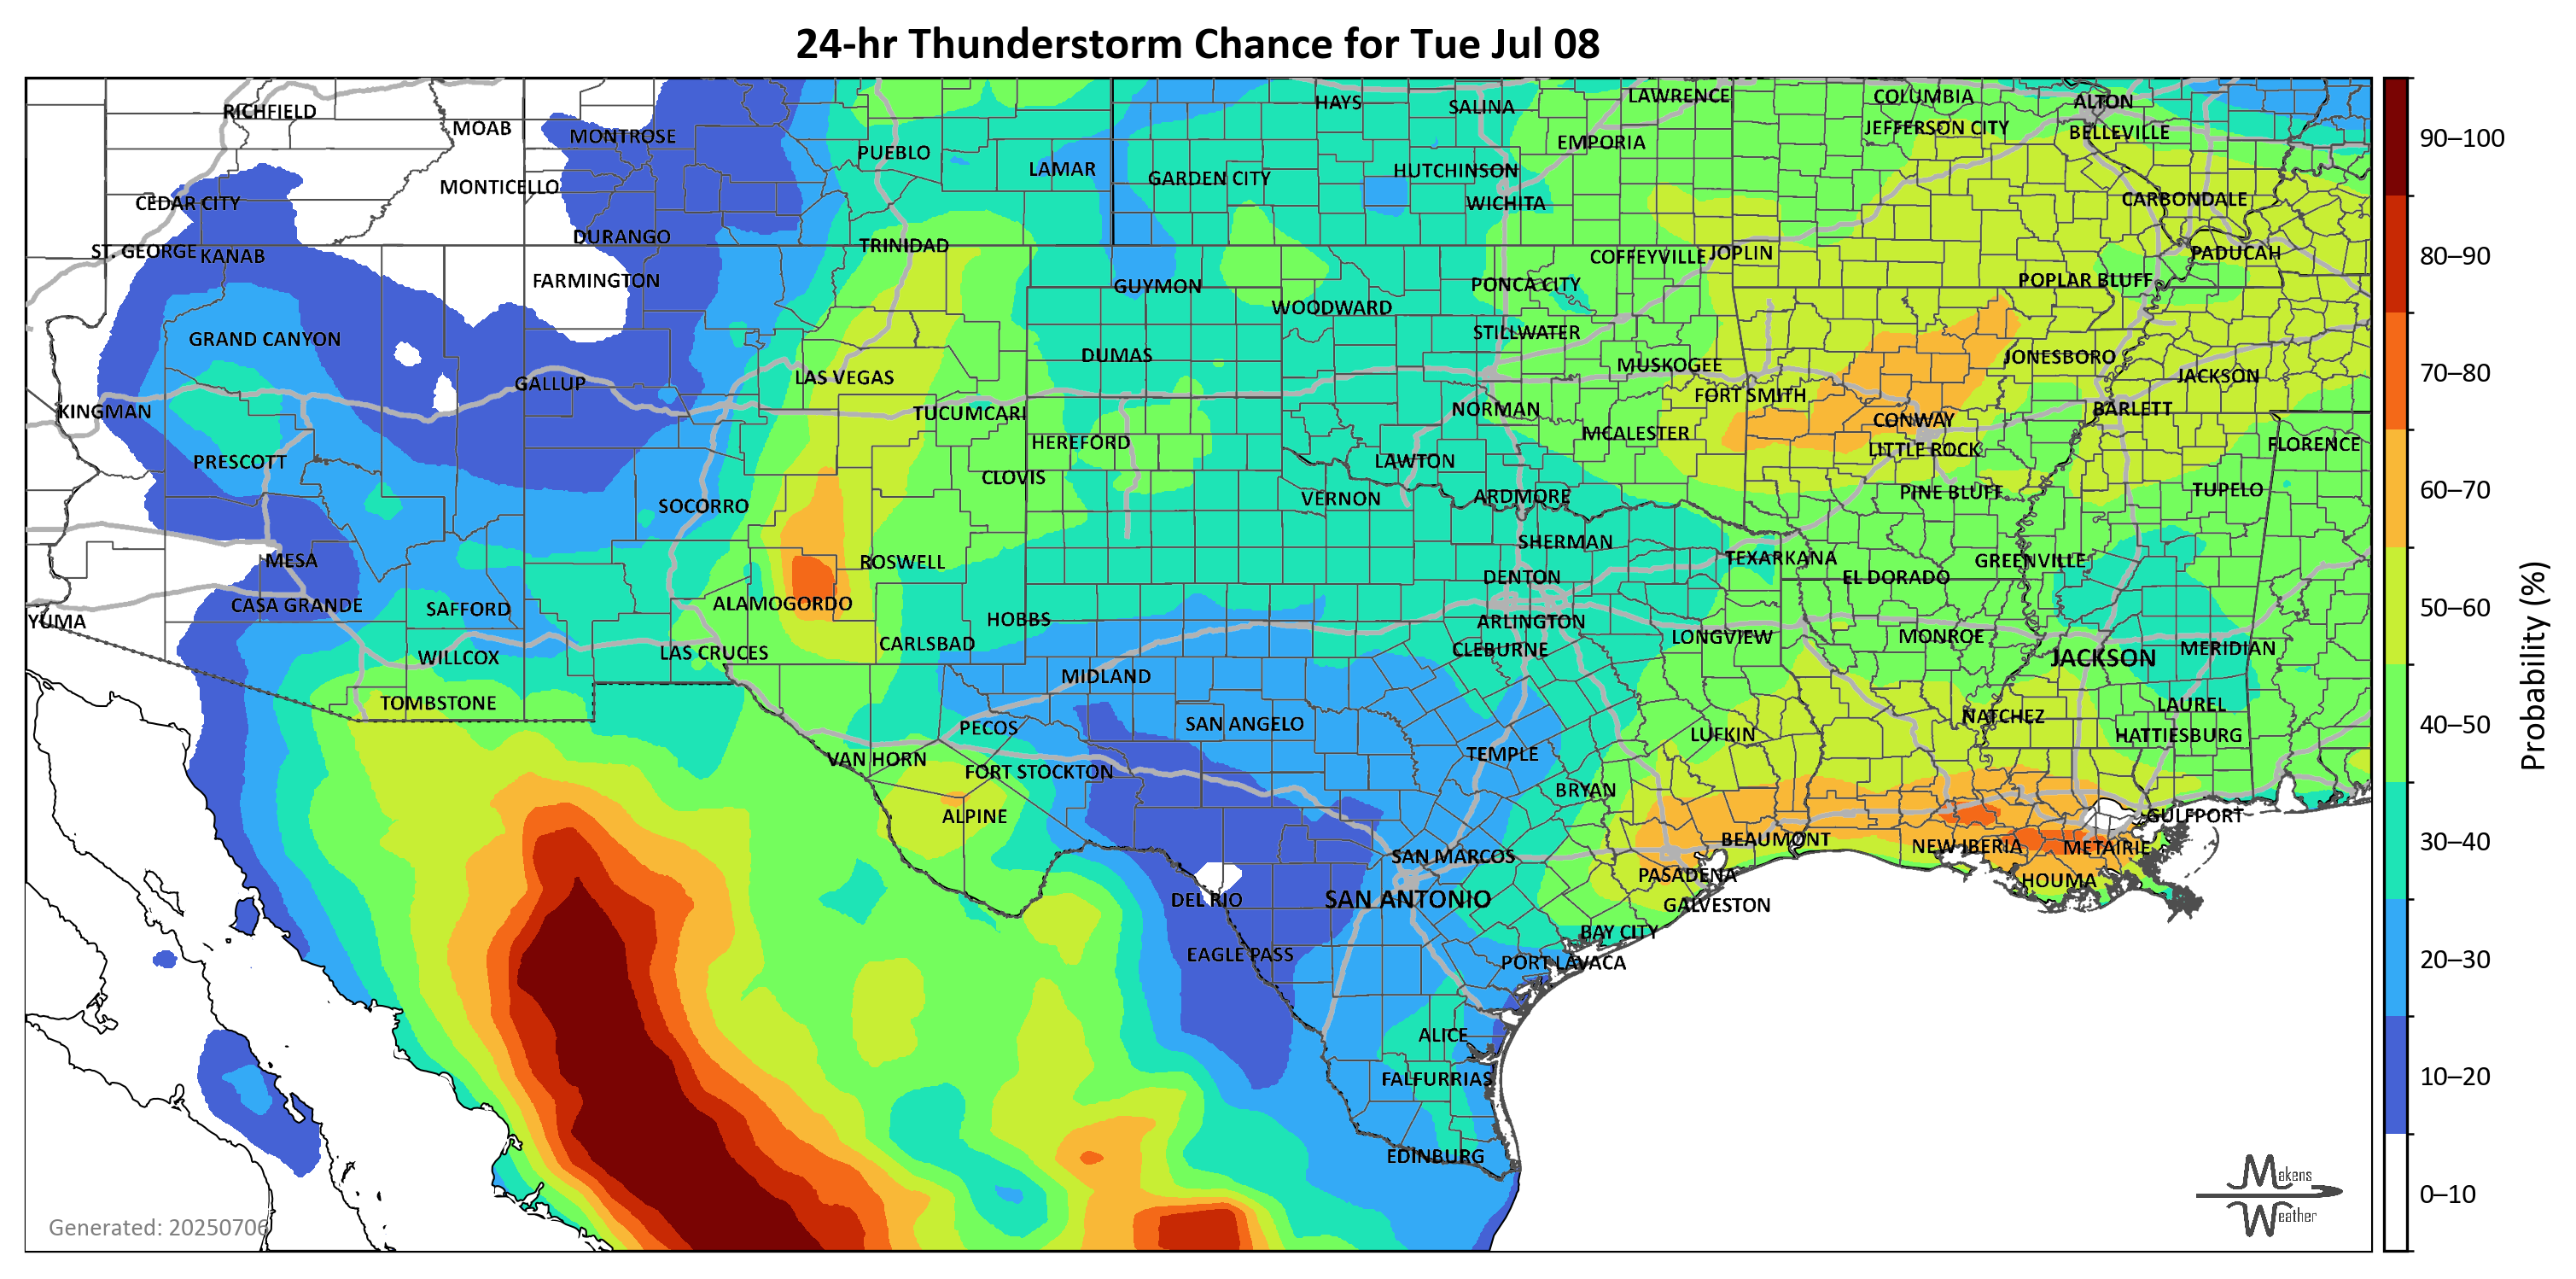 24-hr Thunderstorm Chance for Tue Jul 08
RICHFIELD
MOAB
MONTROSE
PUEBLO
LAMAR
HAYS
SALINA
LAWRENCE
COLUMBIA
ALTON
JEFFERSON CITY
BELLEVILLE
EMPORIA
HUTCHINSON
GARDEN CITY
MONTICELLO
CEDAR CITY
WICHITA
CARBONDALE
DURANGO
TRINIDAD
ST. GEORGE
KANAB
COFFEYVILLE
JOPLIN
PADUCAH
FARMINGTON
GUYMON
PONCA CITY
POPLAR BLUFF
WOODWARD
GRAND CANYON
STILLWATER
DUMAS
MUSKOGEE
JONESBORO
GALLUP
LAS VEGAS
JACKSON
FORT SMITH
KINGMAN
TUCUMCARI
NORMAN
BARLETT
CONWAY
HEREFORD
MCALESTER
LITTLE ROCK
FLORENCE
PRESCOTT
CLOVIS
LAWTON
VERNON
ARDMORE
PINE BLUFF
TUPELO
SOCORRO
SHERMAN
MESA
ROSWELL
TEXARKANA
GREENVILLE
DENTON
EL DORADO
CASA GRANDE
SAFFORD
ALAMOGORDO
YUMA
HOBBS
ARLINGTON
CARLSBAD
LONGVIEW
MONROE
WILLCOX
LAS CRUCES
CLEBURNE
JACKSON
MERIDIAN
MIDLAND
TOMBSTONE
LAUREL
PECOS
SAN ANGELO
NATCHEZ
LUFKIN
HATTIESBURG
TEMPLE
VAN HORN
FORT STOCKTON
BRYAN
ALPINE
GULFPORT
BEAUMONT
NEW IBERIA
METAIRIE
SAN MARCOS
PASADENA
HOUMA
DEL RIO
SAN ANTONIO
GALVESTON
BAY CITY
EAGLE PASS
PORT LAVACA
ALICE
FALFURRIAS
EDINBURG
Generated: 20250706
Makens
Weather
90–100
80–90
70–80
60–70
50–60
40–50
30–40
20–30
10–20
0–10
Probability (%)